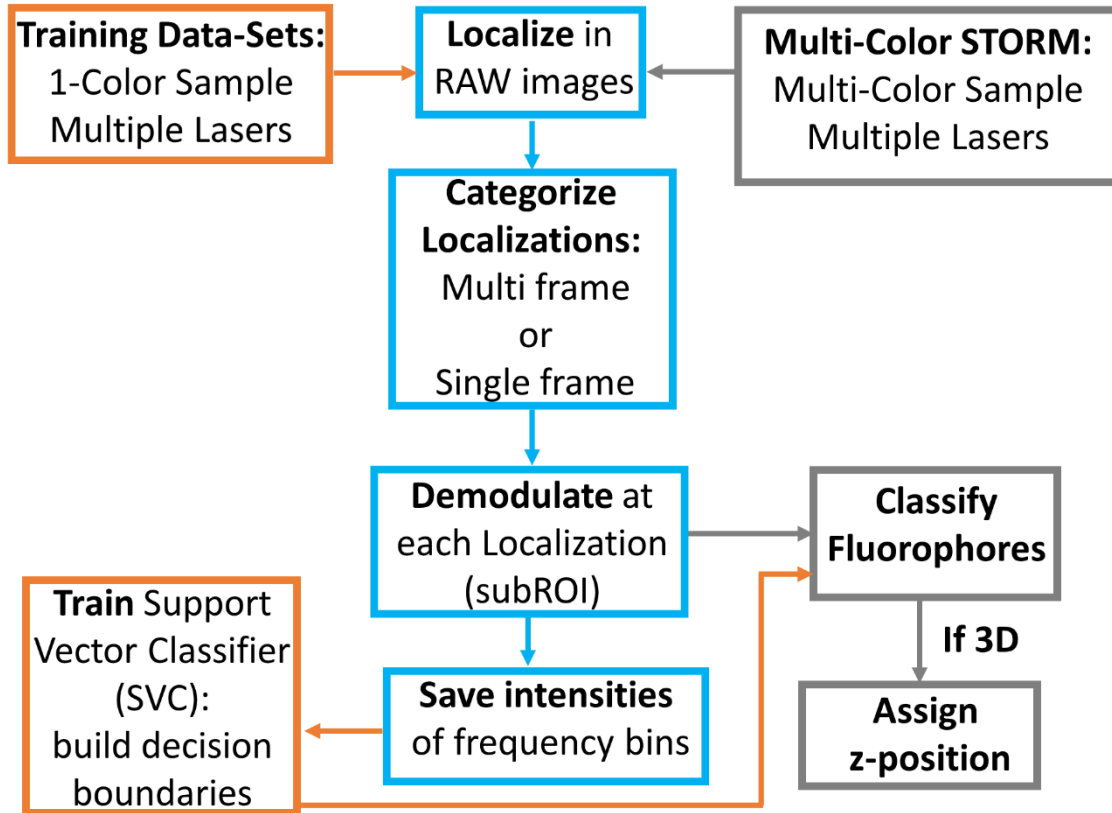 Training Data-Sets:
1-Color Sample
Multiple Lasers
Localize in
RAW images
Multi-Color STORM:
Multi-Color Sample
Multiple Lasers
Categorize
Localizations:
Multi frame
or
Single frame
Demodulate at
each Localization
(subROI)
Classify
Fluorophores
Train Support
Vector Classifier
(SVC):
build decision
boundaries
Save intensities
of frequency bins
If 3D
Assign
z-position